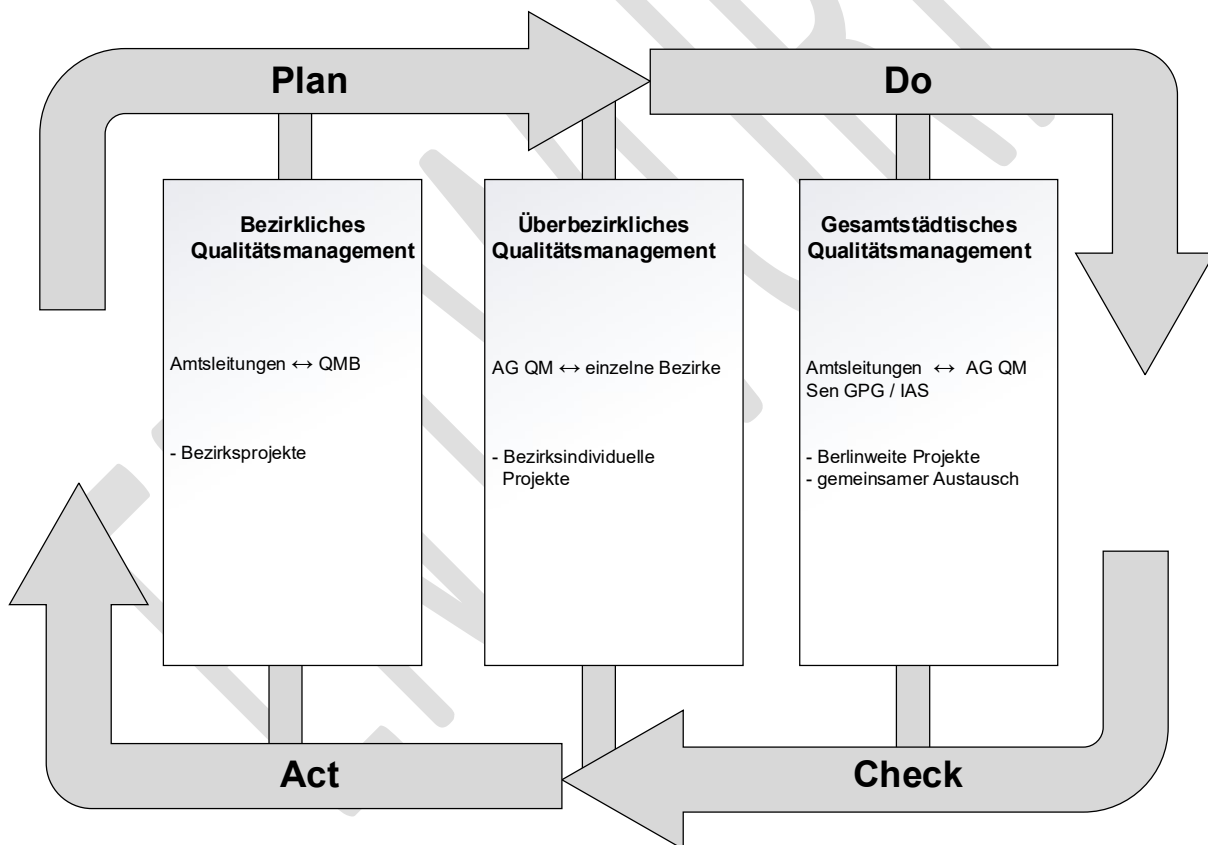 Plan
Do
Bezirkliches
Qualitätsmanagement
Amtsleitungen ↔ QMB
- Bezirksprojekte
Überbezirkliches
Qualitätsmanagement
AG QM ↔ einzelne Bezirke
- Bezirksindividuelle
Projekte
Gesamtstädtisches
Qualitätsmanagement
Amtsleitungen ↔ AG QM
Sen GPG / IAS
- Berlinweite Projekte
- gemeinsamer Austausch
Act
Check